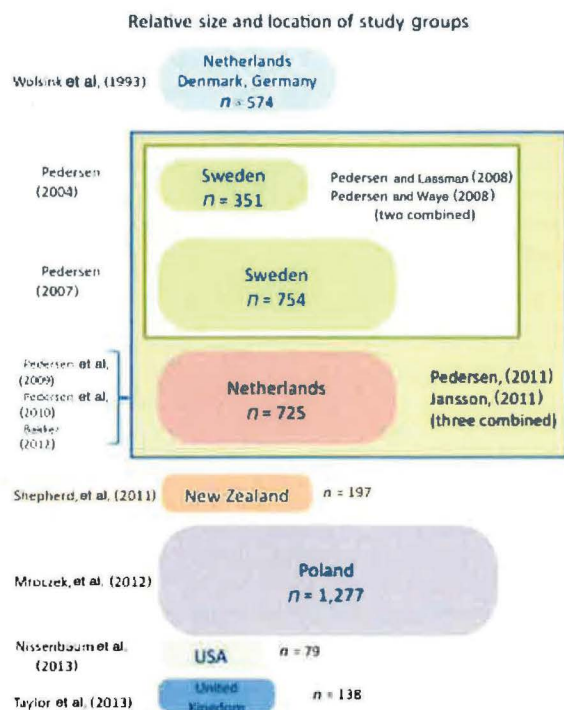 Relative size and location of study groups
Wolsink et al, (1993)
Netherlands
Denmark, Germany
n = 574
Pedersen
(2004)
Sweden
n = 351
Pedersen and Lassman (2008)
Pedersen and Waye (2008)
(two combined)
Pedersen
(2007)
Sweden
n = 754
Pedersen et al,
(2009)
Pedersen et al,
(2010)
Bakker
(2012)
Netherlands
n = 725
Pedersen, (2011)
Jansson, (2011)
(three combined)
Shepherd, et al, (2011)
New Zealand
n = 197
Mroczek, et al. (2012)
Poland
n = 1,277
Nissenbaum et al.
(2013)
USA
n = 79
Taylor et al, (2013)
United
Kingdom
n = 138